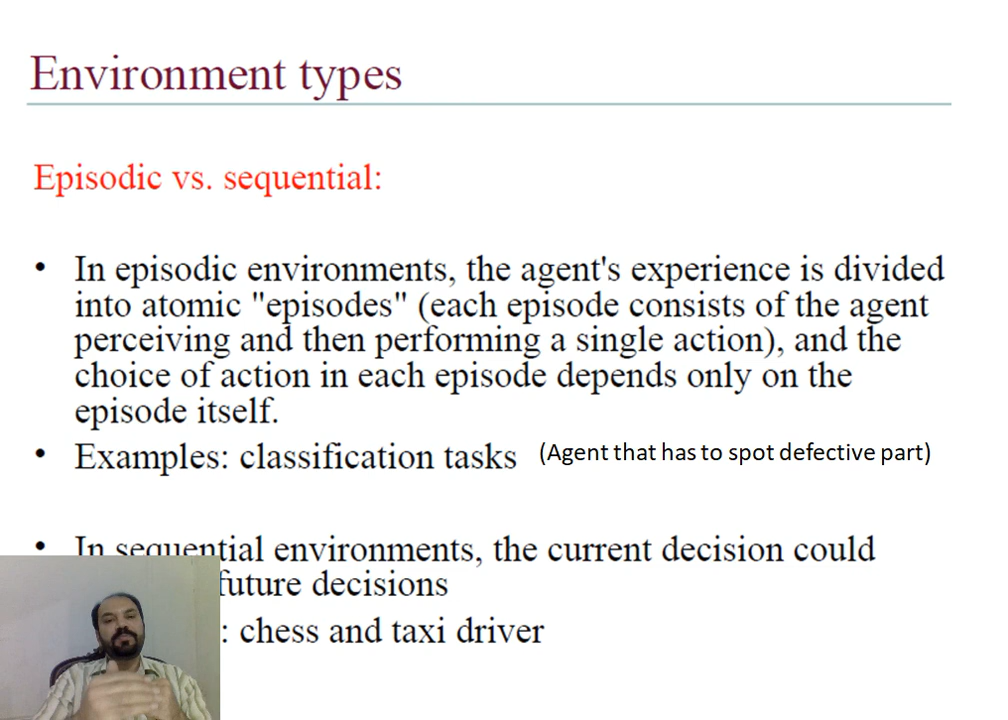 Environment types
Episodic vs. sequential:
• In episodic environments, the agent's experience is divided
into atomic "episodes" (each episode consists of the agent
perceiving and then performing a single action), and the
choice of action in each episode depends only on the
episode itself.
• Examples: classification tasks (Agent that has to spot defective part)
• In sequential environments, the current decision could
future decisions
: chess and taxi driver